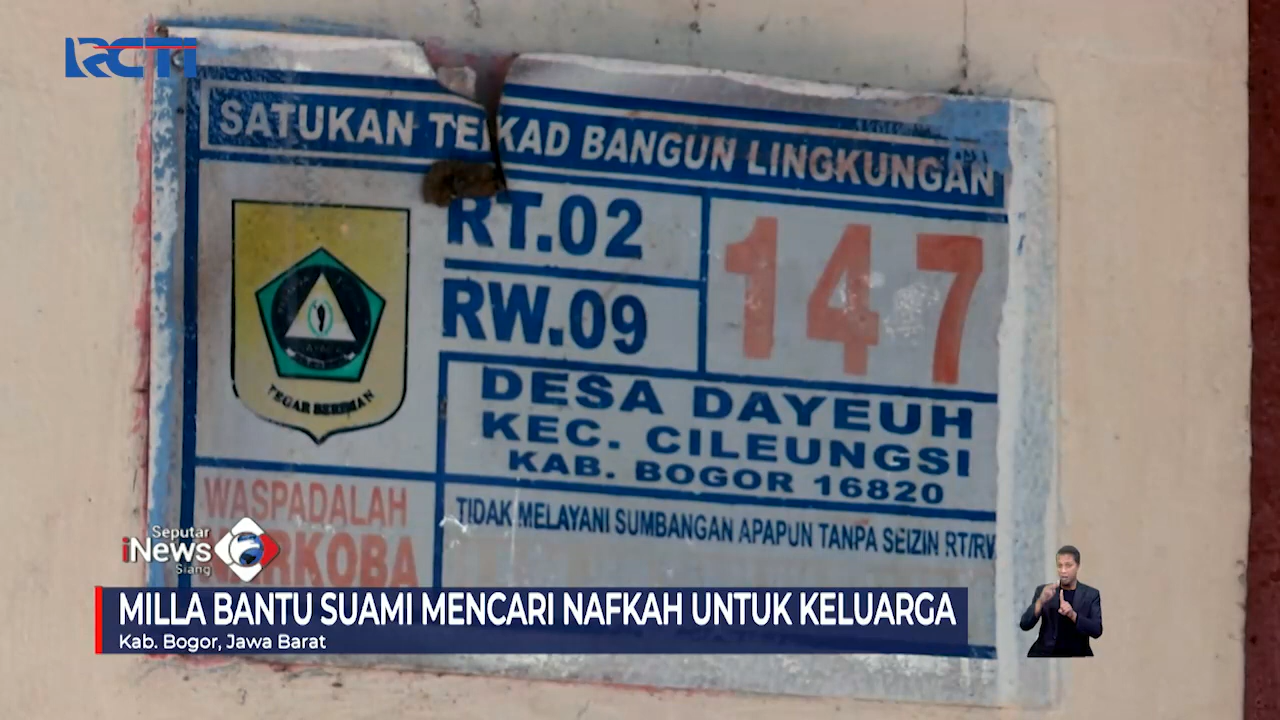 RCTI
SATUKAN TEKAD BANGUN LINGKUNGAN
RT.02
RW.09
147
TEGAR BERIMAN
DESA DAYEUH
KEC. CILEUNGSI
KAB. BOGOR 16820
WASPADALAH
NARKOBA
TIDAK MELAYANI SUMBANGAN APAPUN TANPA SEIZIN RT/RW
Seputar
iNews
Siang
MILLA BANTU SUAMI MENCARI NAFKAH UNTUK KELUARGA
Kab. Bogor, Jawa Barat